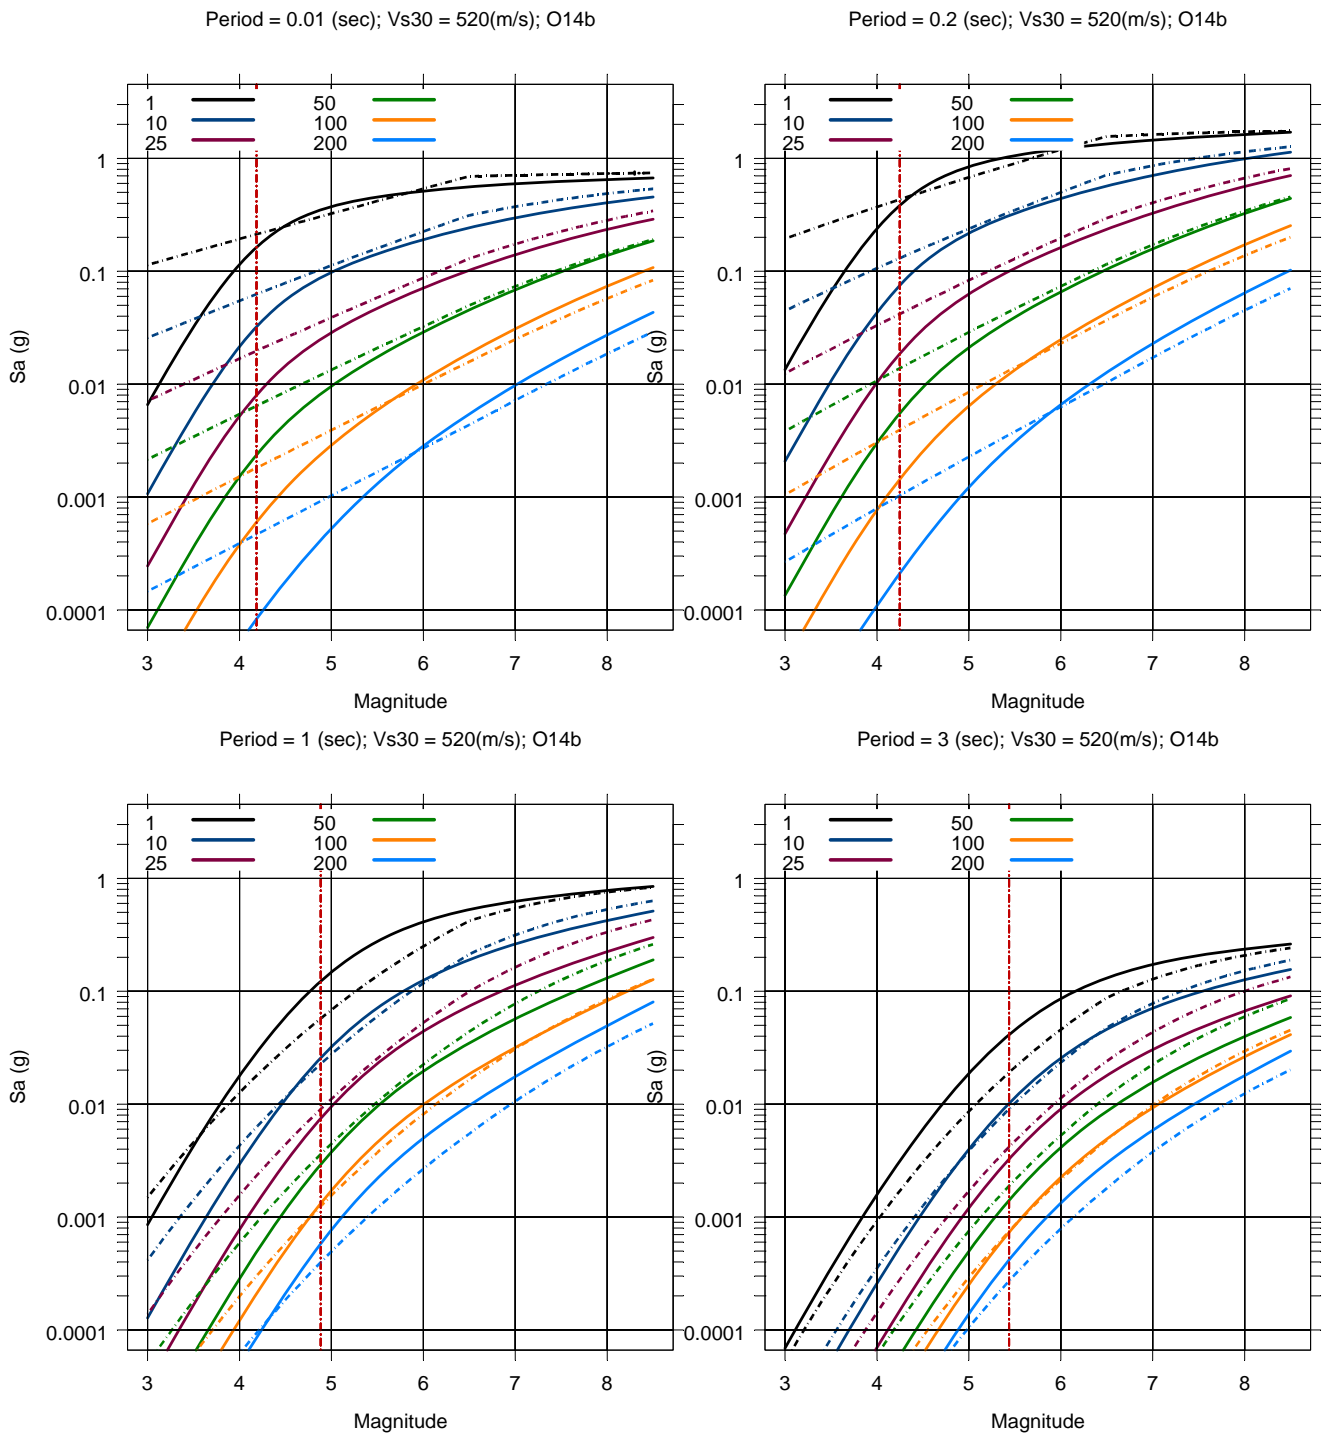 Period = 0.01 (sec); Vs30 = 520(m/s); O14b
1 50
10 100
25 200
1
0.1
0.01
0.001
0.0001
Sa (g)
3 4 5 6 7 8
Magnitude
Period = 0.2 (sec); Vs30 = 520(m/s); O14b
1 50
10 100
25 200
1
0.1
0.01
0.001
0.0001
Sa (g)
3 4 5 6 7 8
Magnitude
Period = 1 (sec); Vs30 = 520(m/s); O14b
1 50
10 100
25 200
1
0.1
0.01
0.001
0.0001
Sa (g)
3 4 5 6 7 8
Magnitude
Period = 3 (sec); Vs30 = 520(m/s); O14b
1 50
10 100
25 200
1
0.1
0.01
0.001
0.0001
Sa (g)
3 4 5 6 7 8
Magnitude